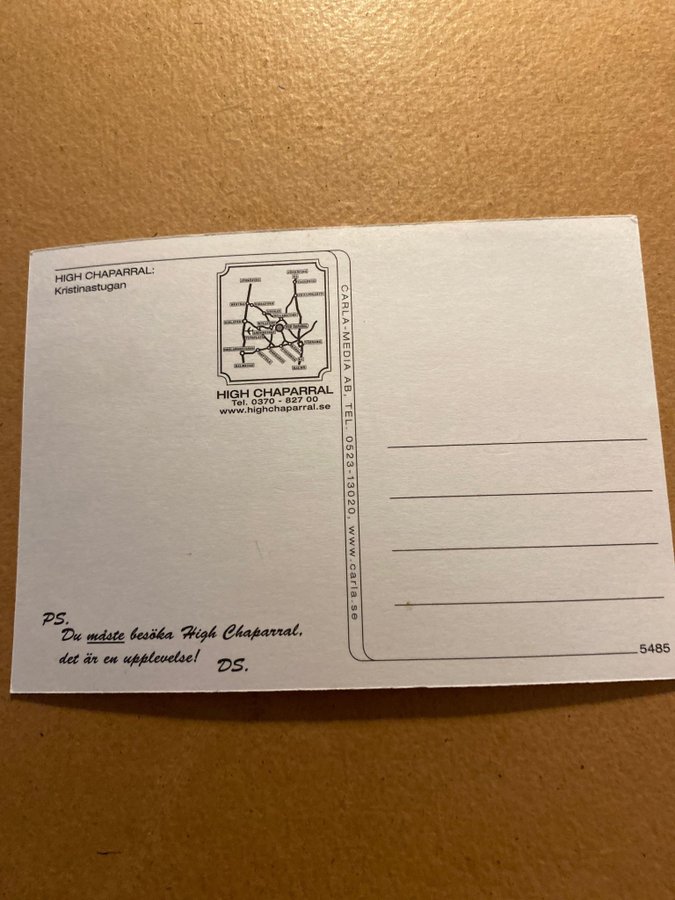 HIGH CHAPARRAL:
Kristinastugan
HIGH CHAPARRAL
Tel. 0370 - 827 00
www.highchaparral.se
CARLA-MEDIA AB, TEL. 0523-13020, www.carla.se
PS.
Du måste besöka High Chaparral,
det är en upplevelse! DS.
5485